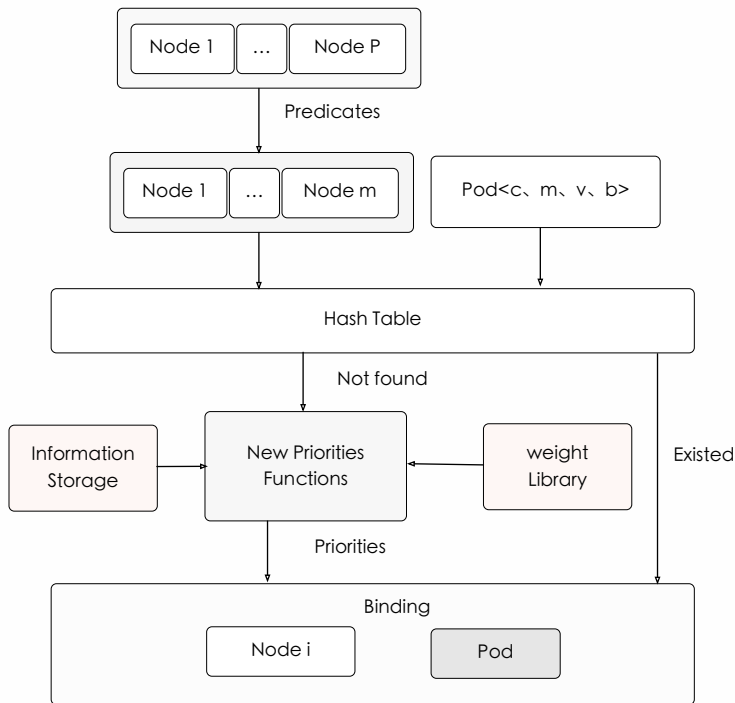 Node 1 ... Node P
Predicates
Node 1 ... Node m
Pod<c、m、v、b>
Hash Table
Not found
Information
Storage
New Priorities
Functions
weight
Library
Existed
Priorities
Binding
Node i
Pod